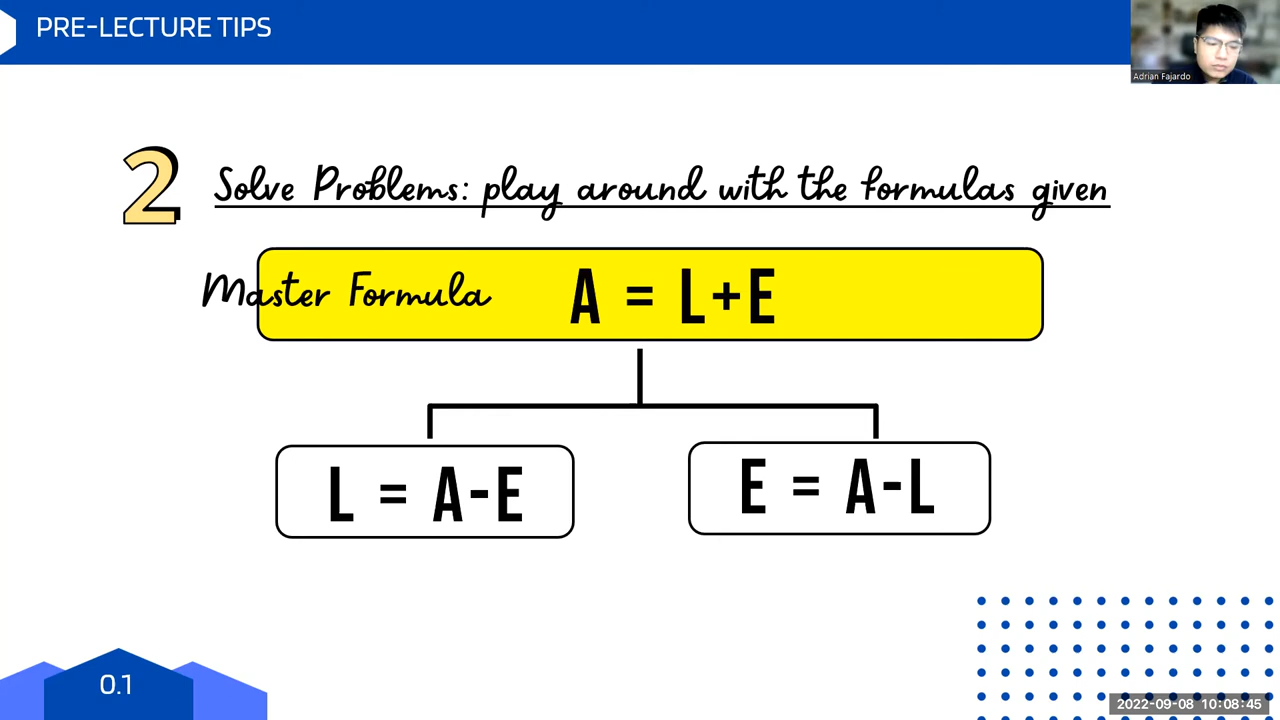 PRE-LECTURE TIPS
Adrian Fajardo
2
Solve Problems: play around with the formulas given
Master Formula A = L+E
L = A-E
E = A-L
0.1
2022-09-08 10:08:45